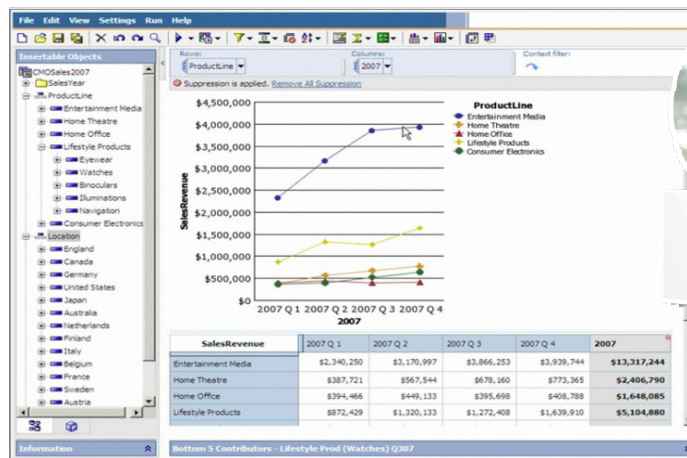 File Edit View Settings Run Help
Insertable Objects
Rows:
Columns:
Context filter:
ProductLine
2007
CMOSales2007
SalesYear
ProductLine
Entertainment Media
Home Theatre
Home Office
Lifestyle Products
Eyewear
Watches
Binoculars
Illuminations
Navigation
Consumer Electronics
Location
England
Canada
Germany
United States
Japan
Australia
Netherlands
Finland
Italy
Belgium
France
Sweden
Austria
Information
Suppression is applied. Remove All Suppression
$4,500,000
$4,000,000
$3,500,000
$3,000,000
$2,500,000
$2,000,000
$1,500,000
$1,000,000
$500,000
$0
SalesRevenue
2007 Q 1 2007 Q 2 2007 Q 3 2007 Q 4
2007
ProductLine
Entertainment Media
Home Theatre
Home Office
Lifestyle Products
Consumer Electronics
SalesRevenue 2007 Q 1 2007 Q 2 2007 Q 3 2007 Q 4 2007
Entertainment Media $2,340,250 $3,170,997 $3,866,253 $3,939,744 $13,317,244
Home Theatre $387,721 $567,544 $678,160 $773,365 $2,406,790
Home Office $394,466 $449,133 $395,698 $408,788 $1,648,085
Lifestyle Products $872,429 $1,320,133 $1,272,408 $1,639,910 $5,104,880
Bottom 5 Contributors - Lifestyle Prod (Watches) Q307